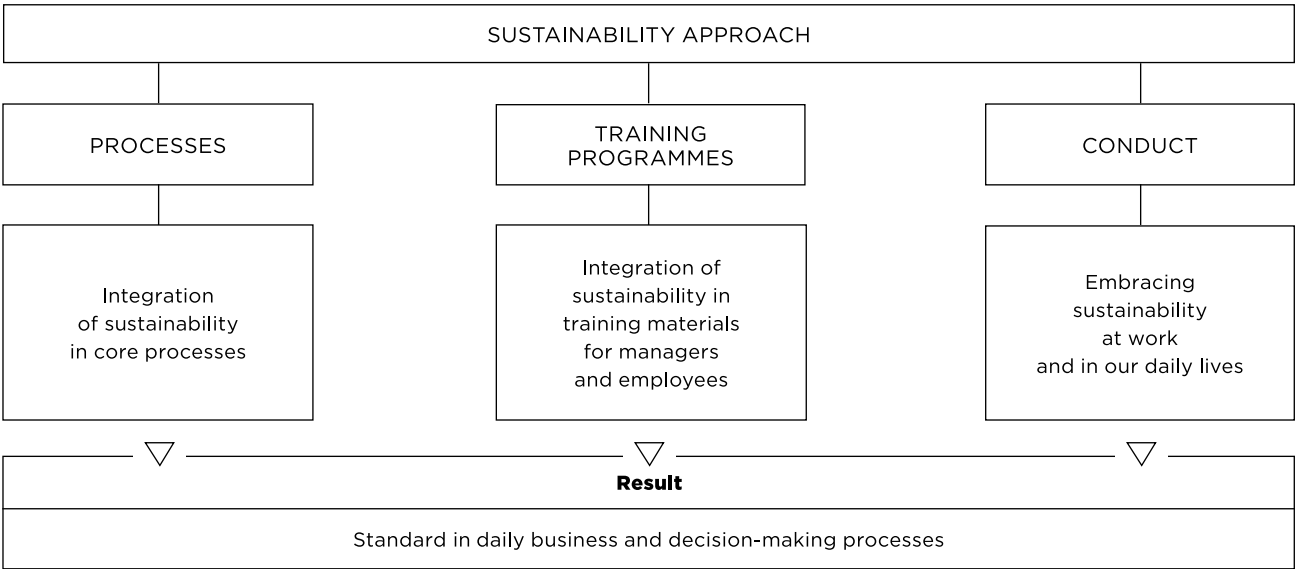 SUSTAINABILITY APPROACH
PROCESSES
TRAINING
PROGRAMMES
CONDUCT
Integration
of sustainability
in core processes
Integration of
sustainability in
training materials
for managers
and employees
Embracing
sustainability
at work
and in our daily lives
Result
Standard in daily business and decision-making processes